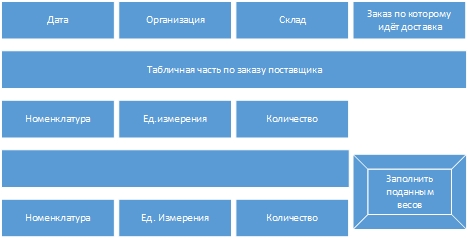 Дата
Организация
Склад
Заказ по которому
идёт доставка
Табличная часть по заказу поставщика
Номенклатура
Ед.измерения
Количество
Заполнить
поданным
весов
Номенклатура
Ед. Измерения
Количество